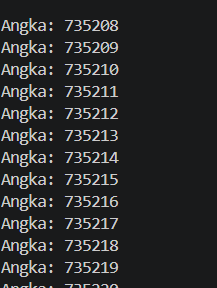 Angka: 735208
Angka: 735209
Angka: 735210
Angka: 735211
Angka: 735212
Angka: 735213
Angka: 735214
Angka: 735215
Angka: 735216
Angka: 735217
Angka: 735218
Angka: 735219